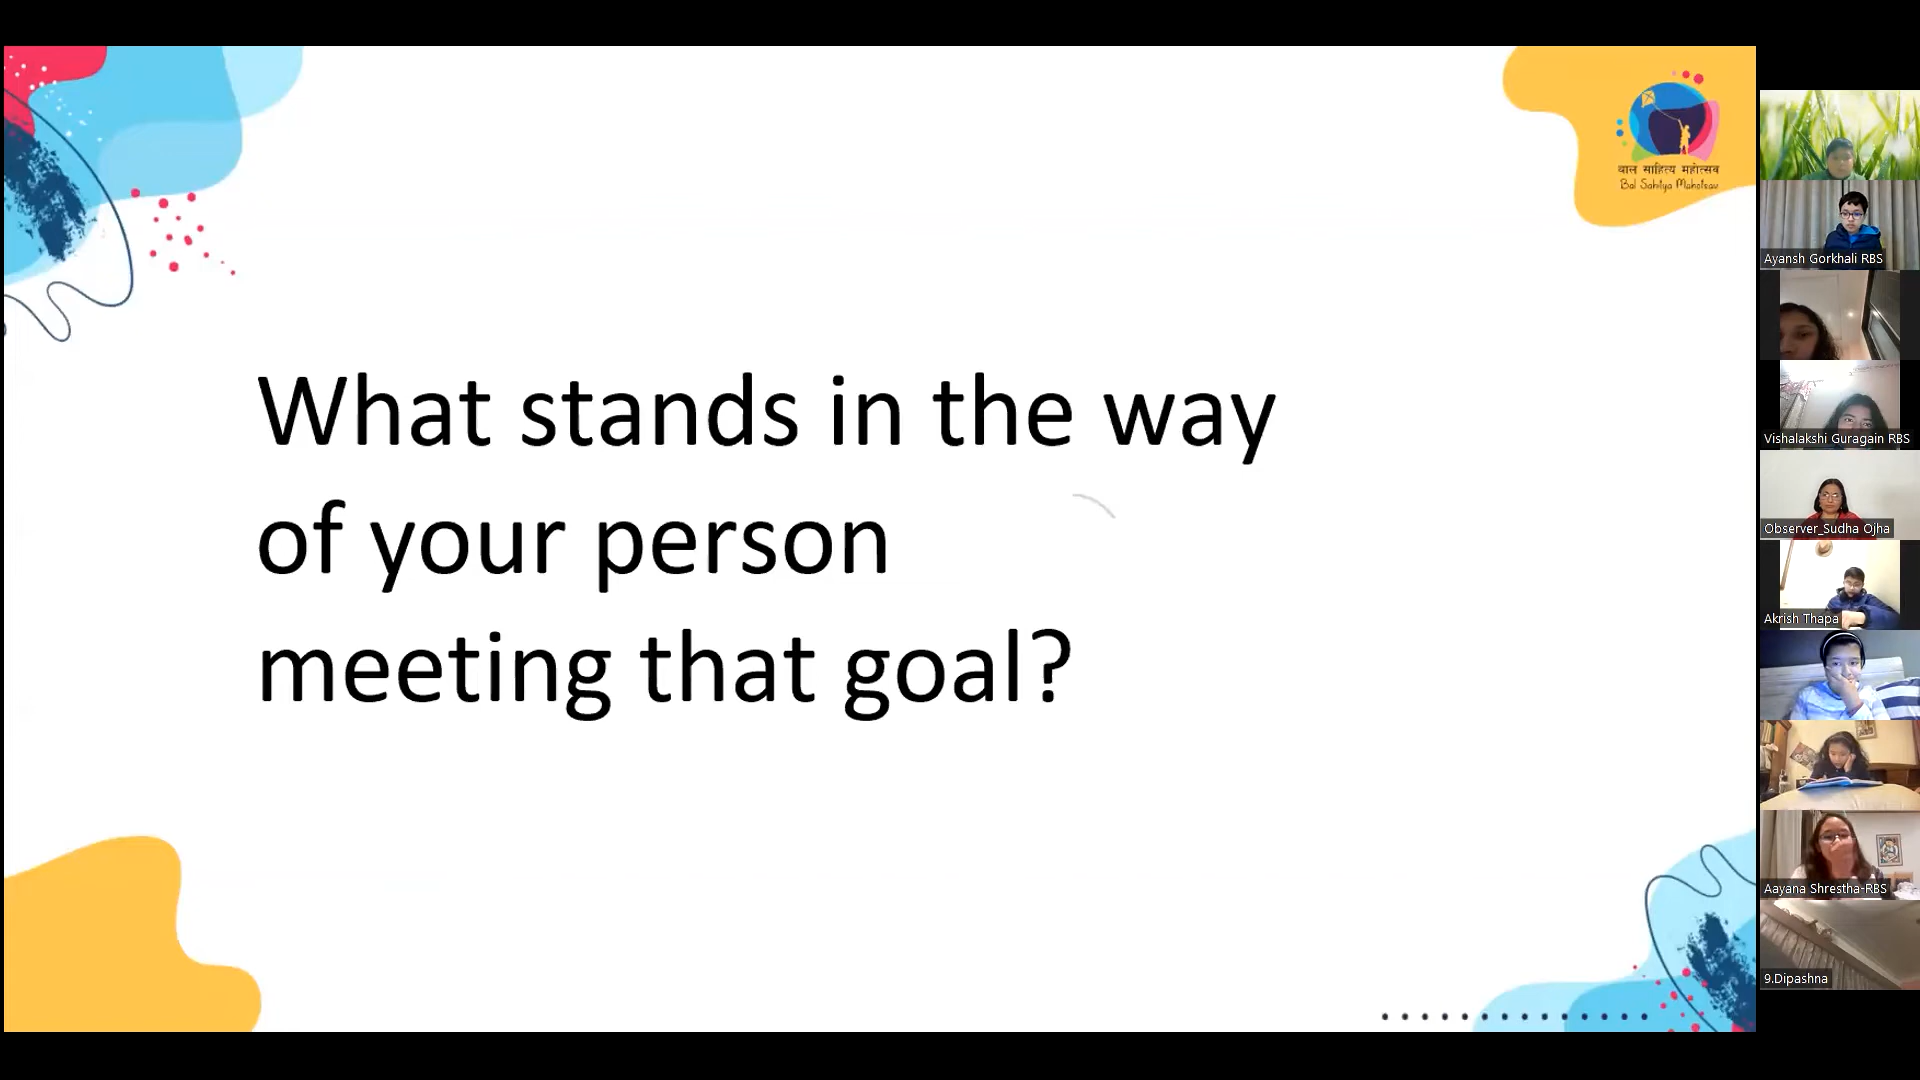 बाल साहित्य महोत्सव
Bal Sahitya Mahotsav
What stands in the way
of your person
meeting that goal?
Ayansh Gorkhali RBS
Vishalakshi Guragain RBS
Observer_Sudha Ojha
Akrish Thapa
Aayana Shrestha-RBS
9.Dipashna